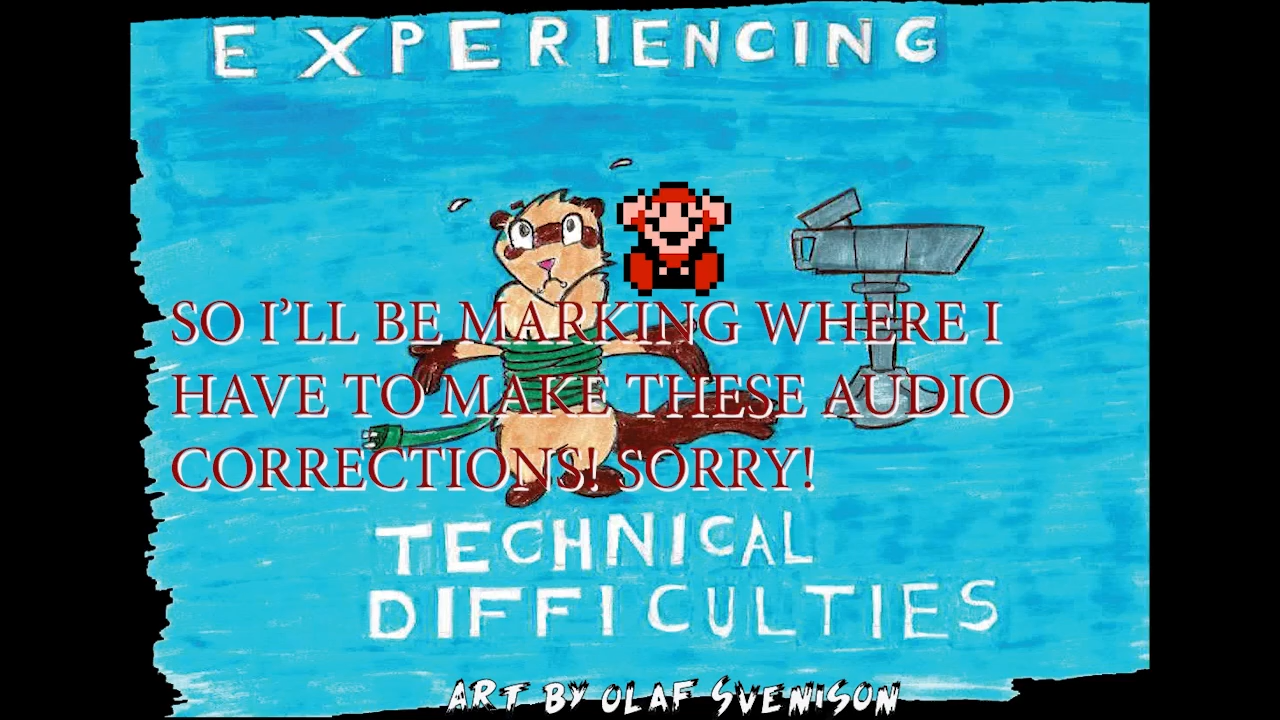 EXPERIENCING
SO I'LL BE MARKING WHERE I
HAVE TO MAKE THESE AUDIO
CORRECTIONS! SORRY!
TECHNICAL
DIFFICULTIES
ART BY OLAF SVENISON